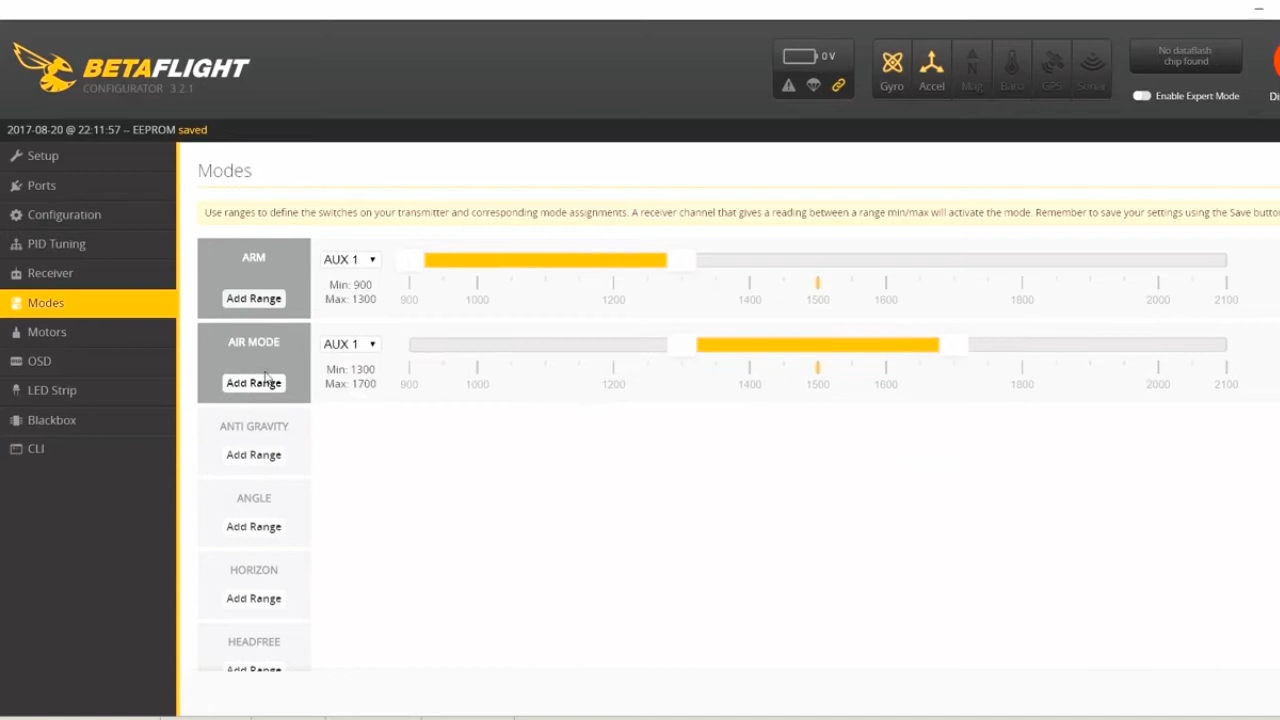 BETAFLIGHT
CONFIGURATOR 3.2.1
0 V
Gyro
Accel
Mag
Baro
GPS
Sonar
No dataflash
chip found
Enable Expert Mode
2017-08-20 @ 22:11:57 -- EEPROM saved
Setup
Ports
Configuration
PID Tuning
Receiver
Modes
Motors
OSD
LED Strip
Blackbox
CLI
Modes
Use ranges to define the switches on your transmitter and corresponding mode assignments. A receiver channel that gives a reading between a range min/max will activate the mode. Remember to save your settings using the Save butto
ARM
Add Range
AUX 1
Min: 900
Max: 1300
900 1000 1200 1400 1500 1600 1800 2000 2100
AIR MODE
Add Range
AUX 1
Min: 1300
Max: 1700
900 1000 1200 1400 1500 1600 1800 2000 2100
ANTI GRAVITY
Add Range
ANGLE
Add Range
HORIZON
Add Range
HEADFREE
Add Range